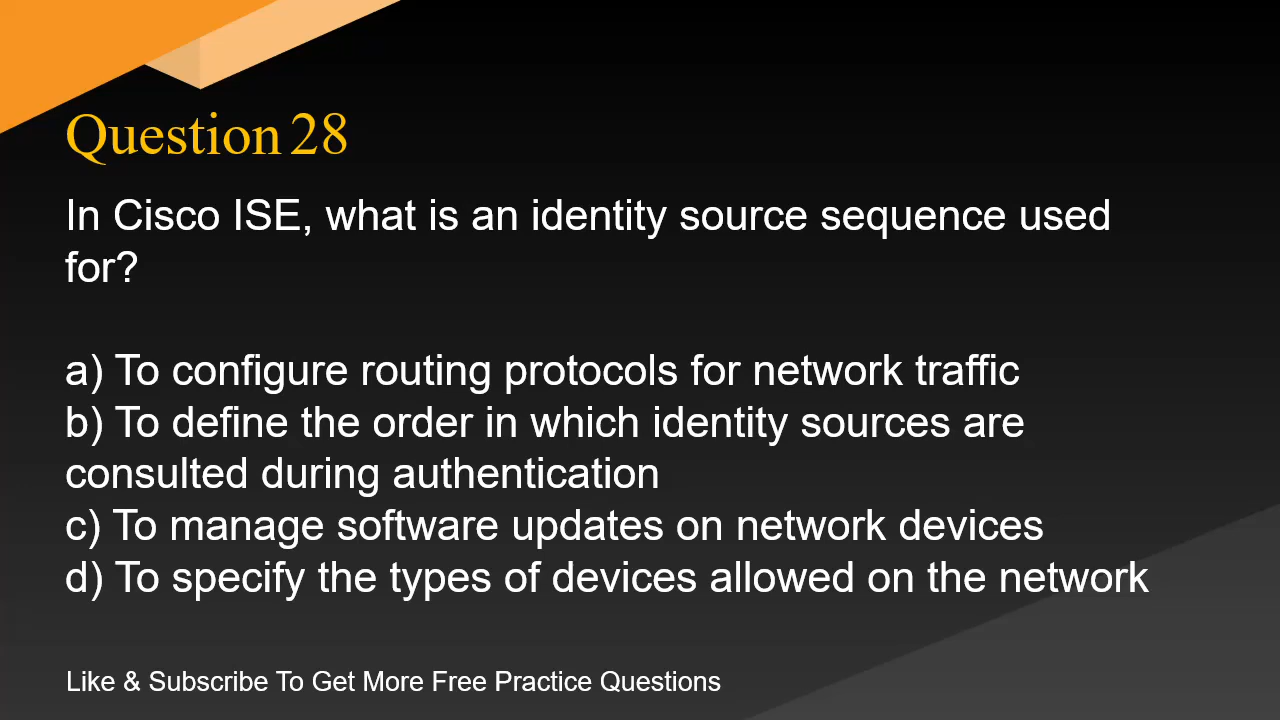 Question 28
In Cisco ISE, what is an identity source sequence used
for?
a) To configure routing protocols for network traffic
b) To define the order in which identity sources are
consulted during authentication
c) To manage software updates on network devices
d) To specify the types of devices allowed on the network
Like & Subscribe To Get More Free Practice Questions